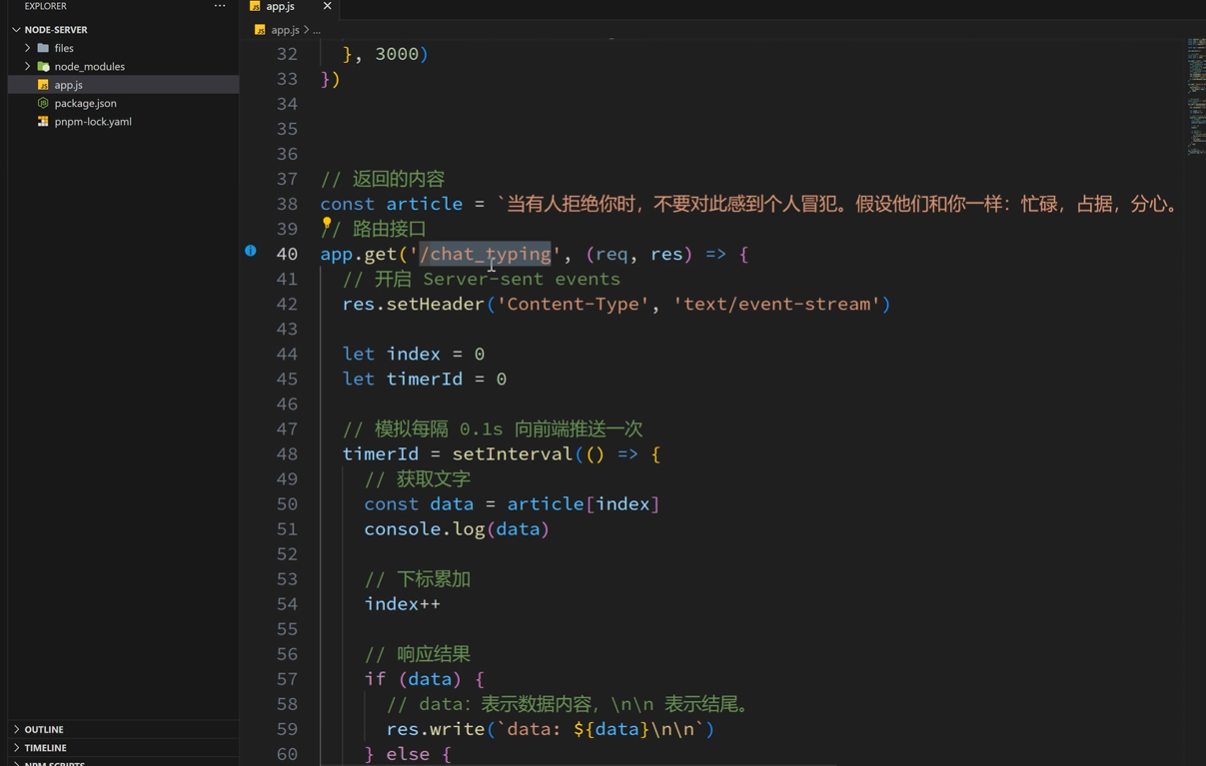 EXPLORER
···
app.js
NODE-SERVER
files
node_modules
app.js
package.json
pnpm-lock.yaml
OUTLINE
TIMELINE
NPM SCRIPTS
app.js > ...
32 }, 3000)
33 })
34
35
36
37 // 返回的内容
38 const article = `当有人拒绝你时，不要对此感到个人冒犯。假设他们和你一样：忙碌，占据，分心。
39 // 路由接口
40 app.get('/chat_typing', (req, res) => {
41 // 开启 Server-sent events
42 res.setHeader('Content-Type', 'text/event-stream')
43
44 let index = 0
45 let timerId = 0
46
47 // 模拟每隔 0.1s 向前端推送一次
48 timerId = setInterval(() => {
49 // 获取文字
50 const data = article[index]
51 console.log(data)
52
53 // 下标累加
54 index++
55
56 // 响应结果
57 if (data) {
58 // data: 表示数据内容，\n\n 表示结尾。
59 res.write(`data: ${data}\n\n`)
60 } else {